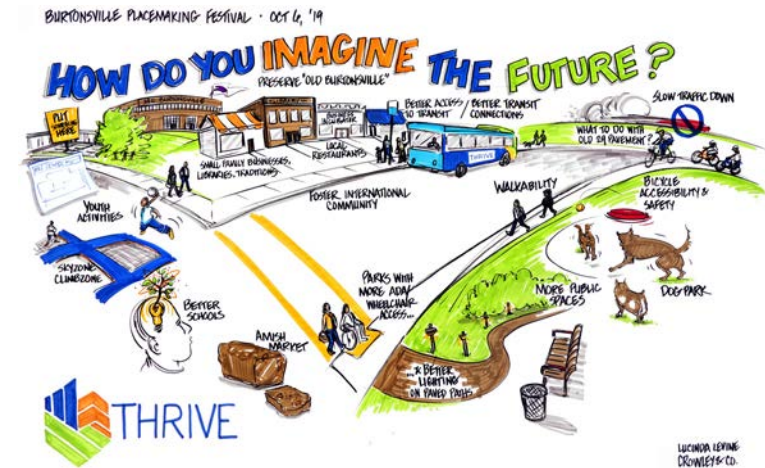 BURTONSVILLE PLACEMAKING FESTIVAL · OCT 6, '19
HOW DO YOU IMAGINE THE FUTURE?
PRESERVE "OLD BURTONSVILLE"
PUT
HERE
SMALL FAMILY BUSINESSES,
LIBRARIES, TRADITIONS
LOCAL
RESTAURANTS
BETTER ACCESS
TO TRANSIT / BETTER TRANSIT
CONNECTIONS
THRIVE
SLOW TRAFFIC DOWN
WHAT TO DO WITH
OLD 29 PAVEMENT?
FOSTER INTERNATIONAL
COMMUNITY
WALKABILITY
BICYCLE
ACCESSIBILITY &
SAFETY
YOUTH
ACTIVITIES
SKYZONE
CLIMBZONE
BETTER
SCHOOLS
AMISH
MARKET
PARKS WITH
MORE ADA/
WHEELCHAIR
ACCESS...
...& BETTER
LIGHTING
ON PAVED PATHS
MORE PUBLIC
SPACES
DOG PARK
THRIVE
LUCINDA LEVINE
CROWLEY & CO.